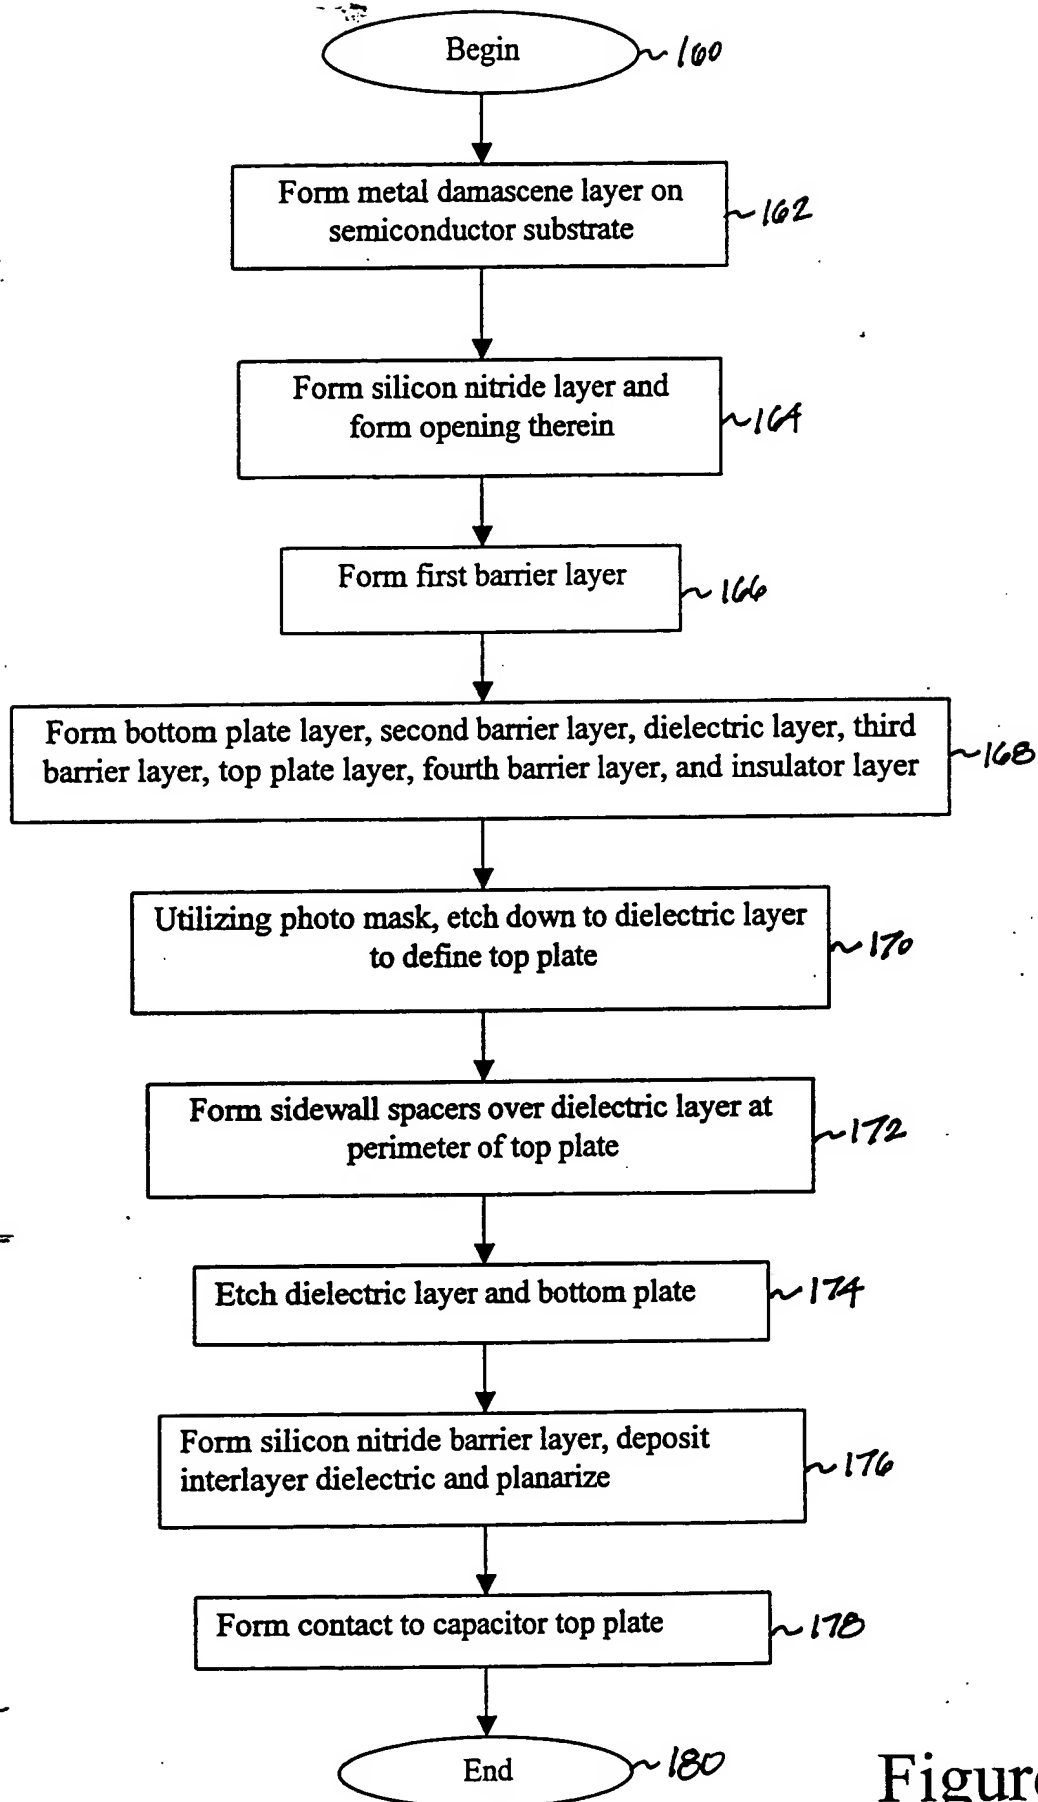 Begin
160
Form metal damascene layer on
semiconductor substrate
162
Form silicon nitride layer and
form opening therein
164
Form first barrier layer
166
Form bottom plate layer, second barrier layer, dielectric layer, third
barrier layer, top plate layer, fourth barrier layer, and insulator layer
168
Utilizing photo mask, etch down to dielectric layer
to define top plate
170
Form sidewall spacers over dielectric layer at
perimeter of top plate
172
Etch dielectric layer and bottom plate
174
Form silicon nitride barrier layer, deposit
interlayer dielectric and planarize
176
Form contact to capacitor top plate
178
End
180
Figure